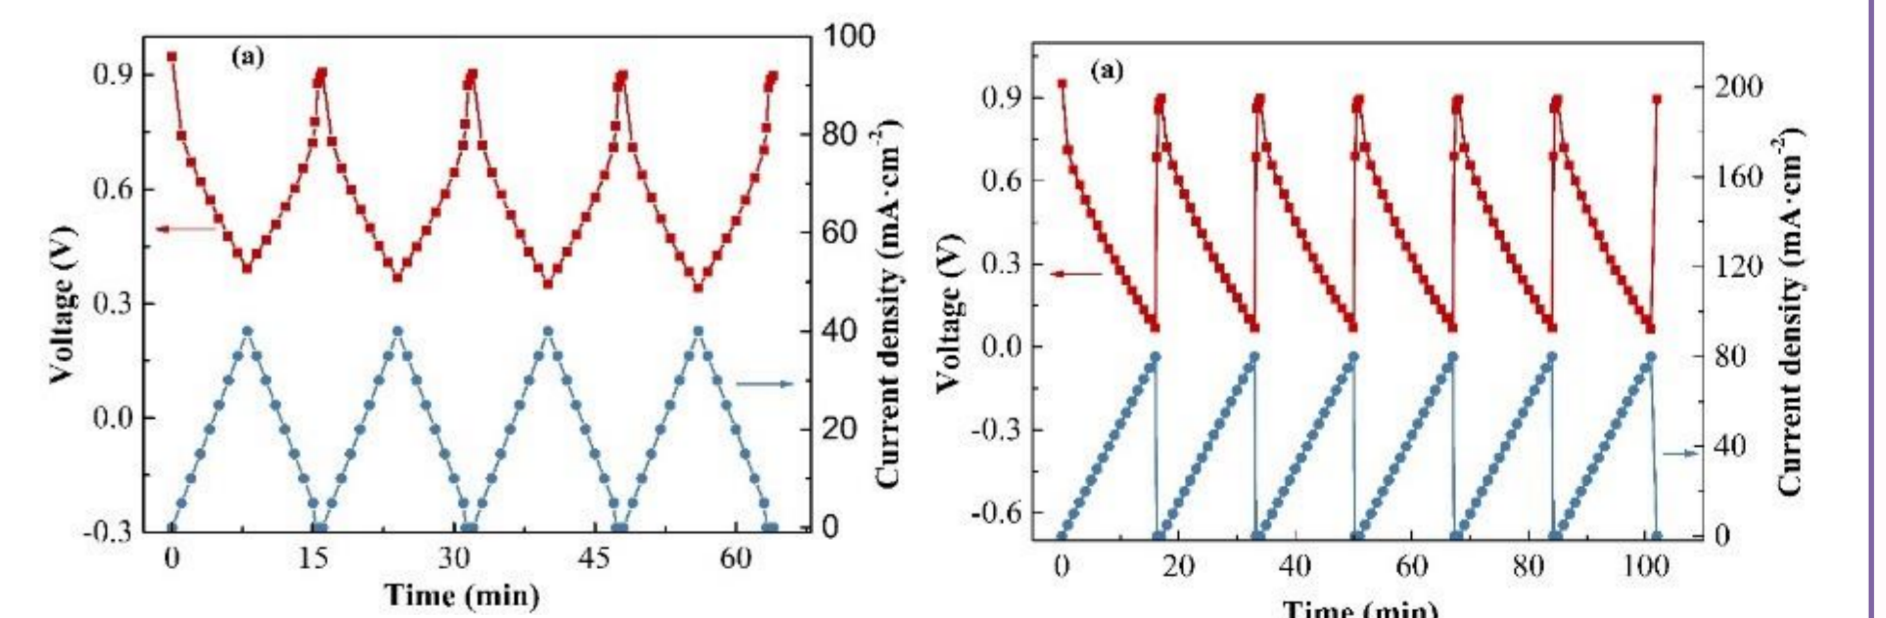 (a)
100
0.9
80
0.6
60
0.3
40
0.0
20
-0.3
0
Voltage (V)
Current density (mA·cm-2)
0 15 30 45 60
Time (min)
(a)
200
0.9
160
0.6
120
0.3
0.0
80
-0.3
40
-0.6
0
Voltage (V)
Current density (mA·cm-2)
0 20 40 60 80 100
Time (min)